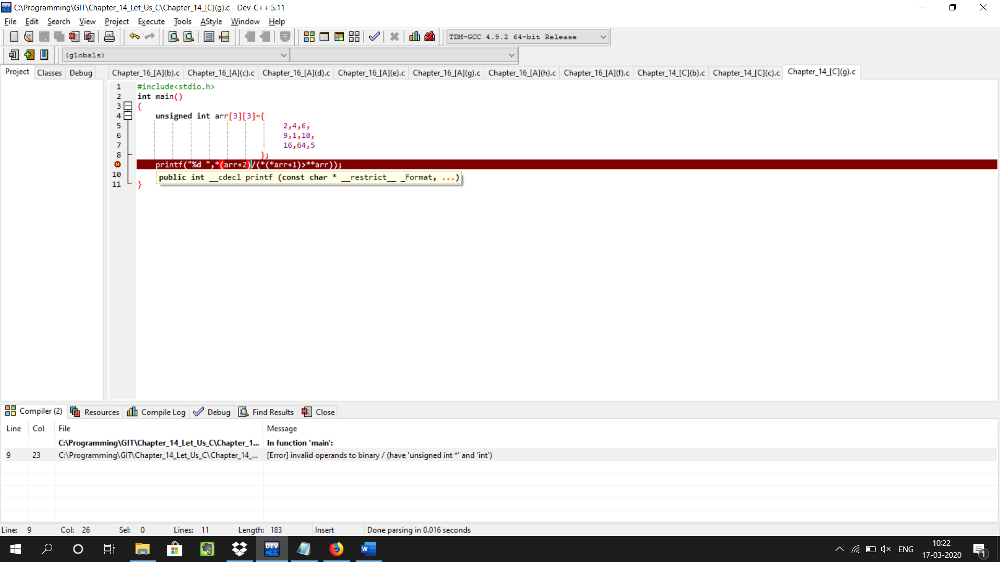 C:\Programming\GIT\Chapter_14_Let_Us_C\Chapter_14_[C](g).c - Dev-C++ 5.11
File Edit Search View Project Execute Tools AStyle Window Help
TDM-GCC 4.9.2 64-bit Release
(globals)
Project Classes Debug Chapter_16_[A](b).c Chapter_16_[A](c).c Chapter_16_[A](d).c Chapter_16_[A](e).c Chapter_16_[A](g).c Chapter_16_[A](h).c Chapter_16_[A](f).c Chapter_14_[C](b).c Chapter_14_[C](c).c Chapter_14_[C](g).c
1 #include<stdio.h>
2 int main()
3 {
4 unsigned int arr[3][3]={
5 2,4,6,
6 9,1,10,
7 16,64,5
8 };
printf("%d ",*(arr+2)/(*(*arr+1)>**arr));
10 public int __cdecl printf (const char * __restrict__ _Format, ...)
11 }
Compiler (2) Resources Compile Log Debug Find Results Close
Line Col File Message
C:\Programming\GIT\Chapter_14_Let_Us_C\Chapter_1... In function 'main':
9 23 C:\Programming\GIT\Chapter_14_Let_Us_C\Chapter_14_... [Error] invalid operands to binary / (have 'unsigned int *' and 'int')
Line: 9 Col: 26 Sel: 0 Lines: 11 Length: 183 Insert Done parsing in 0.016 seconds
DEV C++ W ENG 10:22
17-03-2020 1